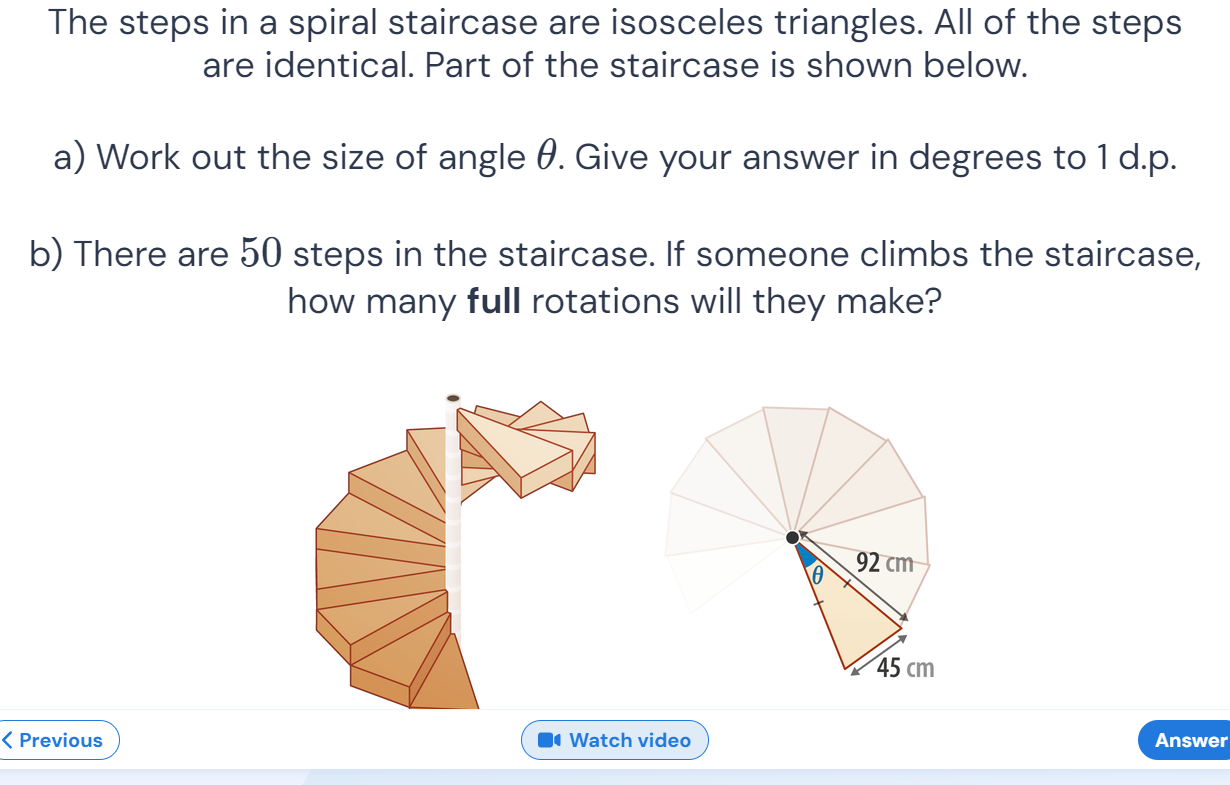 The steps in a spiral staircase are isosceles triangles. All of the steps
are identical. Part of the staircase is shown below.
a) Work out the size of angle θ. Give your answer in degrees to 1 d.p.
b) There are 50 steps in the staircase. If someone climbs the staircase,
how many full rotations will they make?
92 cm
θ
45 cm
Previous
Watch video
Answer